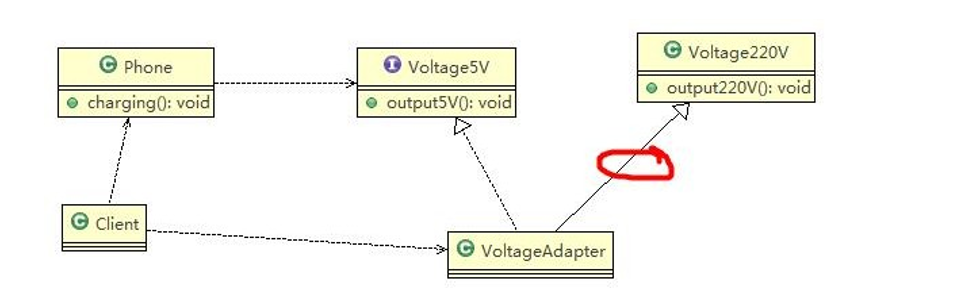 C Phone
charging(): void
I Voltage5V
output5V(): void
C Voltage220V
output220V(): void
C Client
C VoltageAdapter